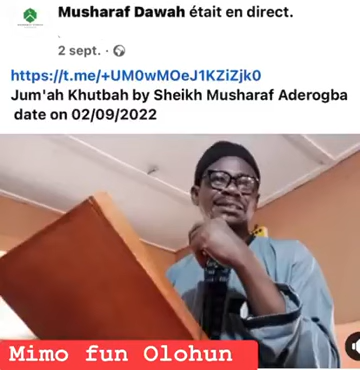 Musharaf Dawah était en direct.
.
2 sept. ·
https://t.me/+UM0wMOeJ1KZiZjk0
Jum'ah Khutbah by Sheikh Musharaf Aderogba
date on 02/09/2022
Mimo fun Olohun